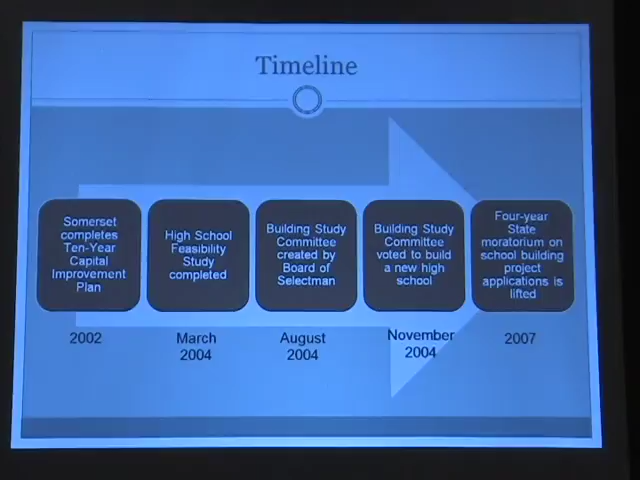 Timeline
Somerset
completes
Ten-Year
Capital
Improvement
Plan
2002
High School
Feasibility
Study
completed
March
2004
Building Study
Committee
created by
Board of
Selectman
August
2004
Building Study
Committee
voted to build
a new high
school
November
2004
Four-year
State
moratorium on
school building
project
applications is
lifted
2007